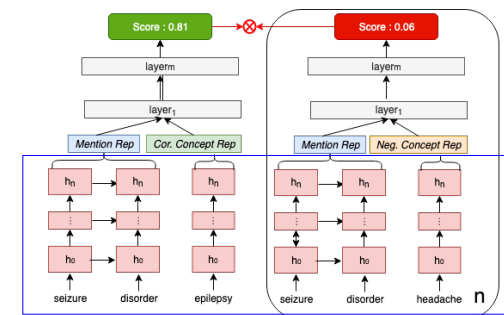 Score : 0.81 Score : 0.06
layerm layerm
layer1 layer1
Mention Rep Cor. Concept Rep Mention Rep Neg. Concept Rep
hn hn hn hn hn hn
⋮ ⋮ ⋮ ⋮ ⋮ ⋮
h0 h0 h0 h0 h0 h0
seizure disorder epilepsy seizure disorder headache n